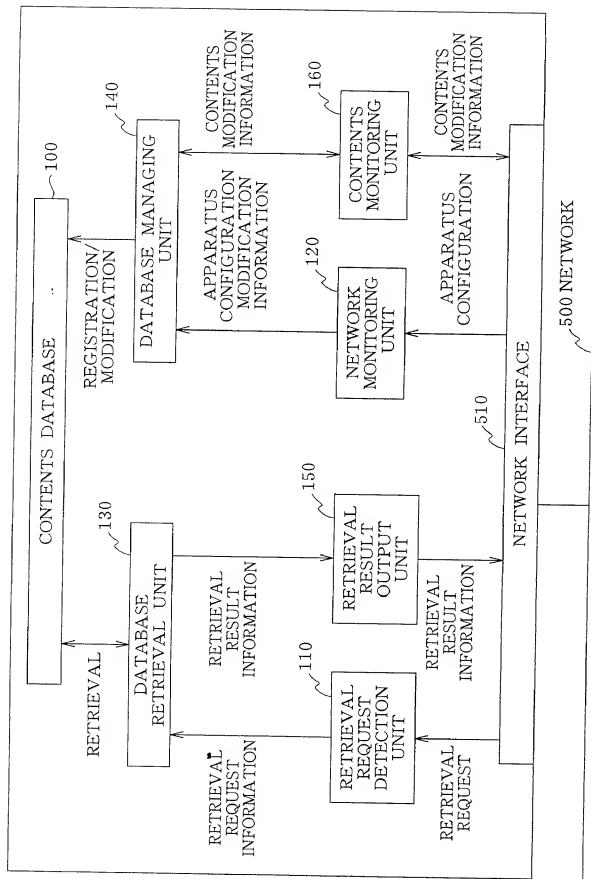 100
CONTENTS DATABASE
RETRIEVAL
REGISTRATION/
MODIFICATION
130
DATABASE
RETRIEVAL UNIT
140
DATABASE MANAGING
UNIT
RETRIEVAL
REQUEST
INFORMATION
RETRIEVAL
RESULT
INFORMATION
APPARATUS
CONFIGURATION
MODIFICATION
INFORMATION
CONTENTS
MODIFICATION
INFORMATION
110
RETRIEVAL
REQUEST
DETECTION
UNIT
150
RETRIEVAL
RESULT
OUTPUT
UNIT
120
NETWORK
MONITORING
UNIT
160
CONTENTS
MONITORING
UNIT
RETRIEVAL
REQUEST
RETRIEVAL
RESULT
INFORMATION
APPARATUS
CONFIGURATION
CONTENTS
MODIFICATION
INFORMATION
510
NETWORK INTERFACE
500 NETWORK